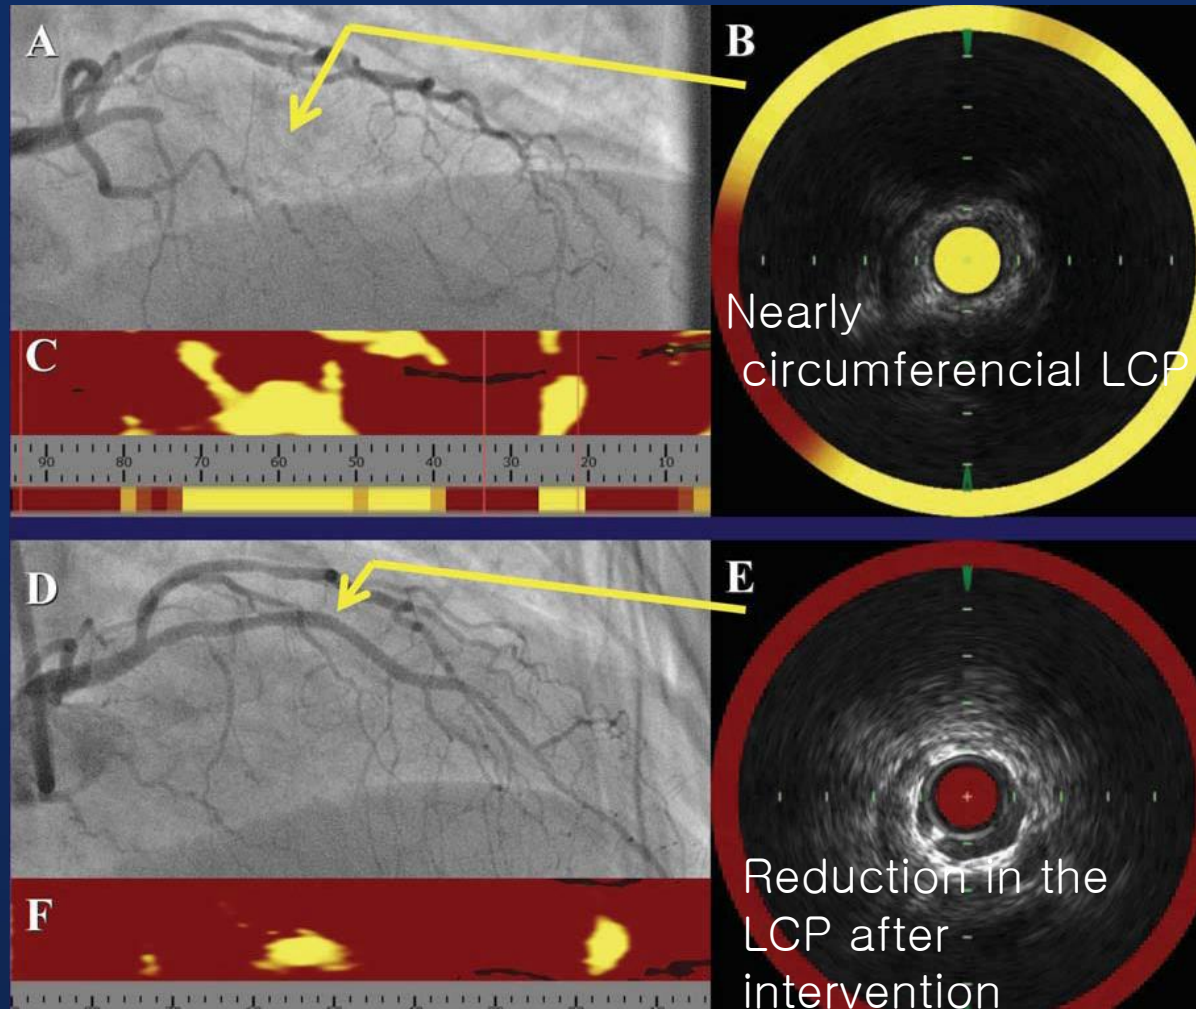 A
B
Nearly
circumferencial LCP
C
90 80 70 60 50 40 30 20 10
D
E
Reduction in the
LCP after
intervention
F